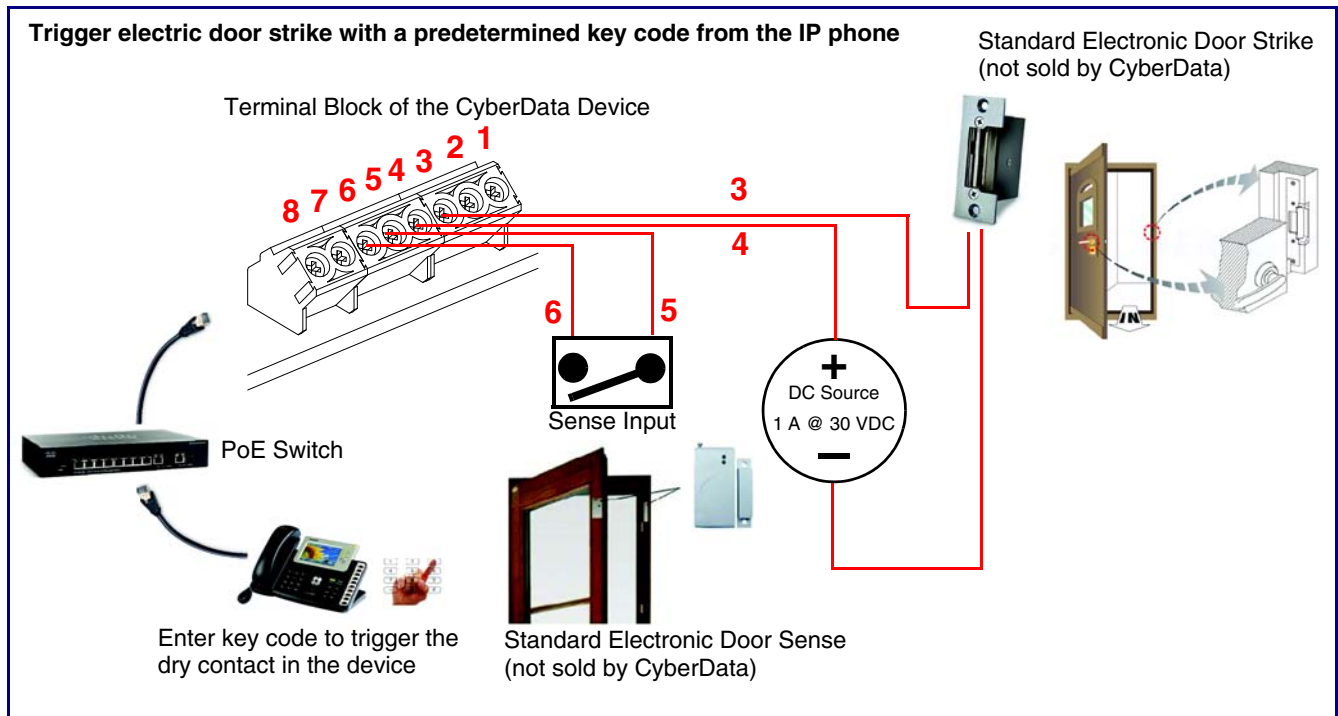 Trigger electric door strike with a predetermined key code from the IP phone
Standard Electronic Door Strike
(not sold by CyberData)
Terminal Block of the CyberData Device
8 7 6 5 4 3 2 1
3
4
6
5
IN
+
DC Source
1 A @ 30 VDC
Sense Input
PoE Switch
Enter key code to trigger the
dry contact in the device
Standard Electronic Door Sense
(not sold by CyberData)